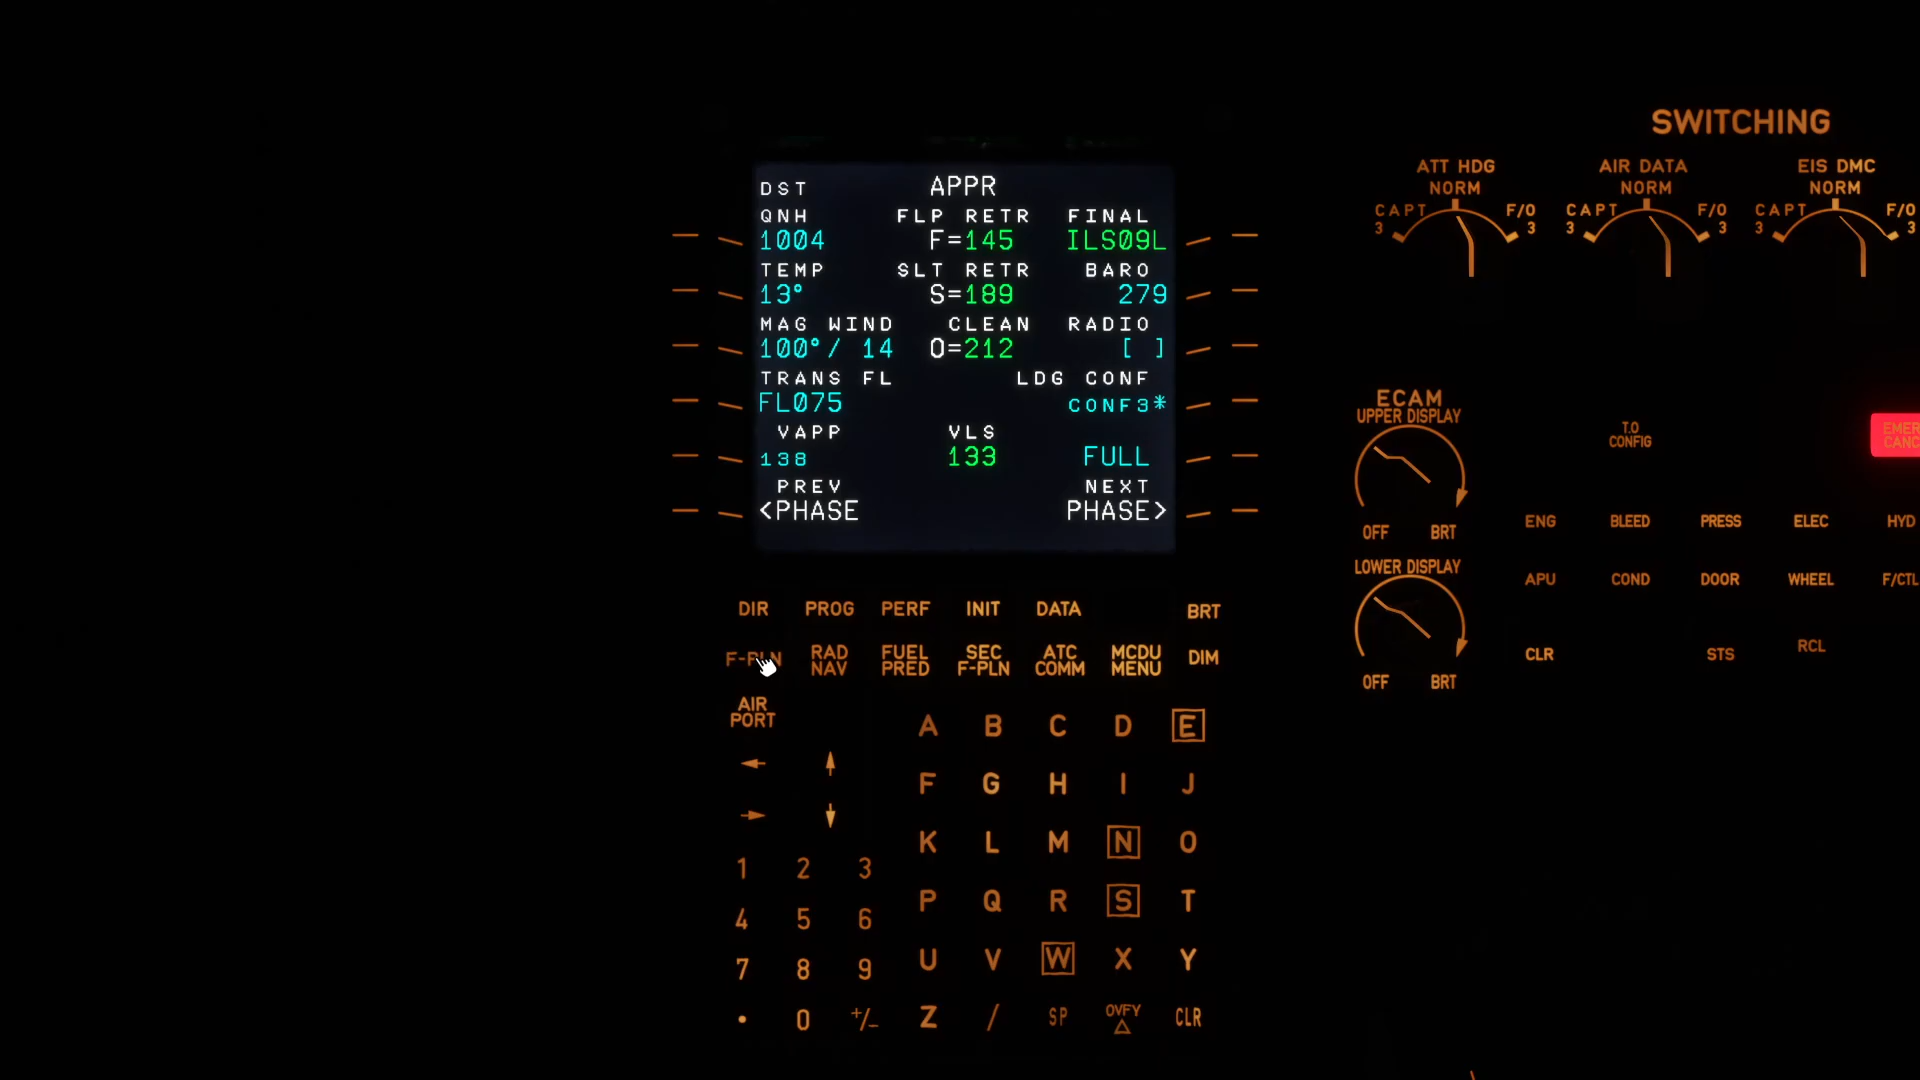 DST APPR
QNH FLP RETR FINAL
1004 F=145 ILS09L
TEMP SLT RETR BARO
13° S=189 279
MAG WIND CLEAN RADIO
100°/ 14 O=212 [ ]
TRANS FL LDG CONF
FL075 CONF3*
VAPP VLS
138 133 FULL
PREV NEXT
<PHASE PHASE>
DIR PROG PERF INIT DATA BRT
F-PLN RAD NAV FUEL PRED SEC F-PLN ATC COMM MCDU MENU DIM
AIR PORT
← ↑
→ ↓
A B C D E
F G H I J
K L M N O
P Q R S T
U V W X Y
Z / SP OVFY △ CLR
1 2 3
4 5 6
7 8 9
. 0 +/-
SWITCHING
ATT HDG AIR DATA EIS DMC
NORM NORM NORM
CAPT F/O CAPT F/O CAPT F/O
3 3 3 3 3 3
ECAM
UPPER DISPLAY
OFF BRT
LOWER DISPLAY
OFF BRT
T.O
CONFIG
EMER
CANC
ENG BLEED PRESS ELEC HYD
APU COND DOOR WHEEL F/CTL
CLR STS RCL